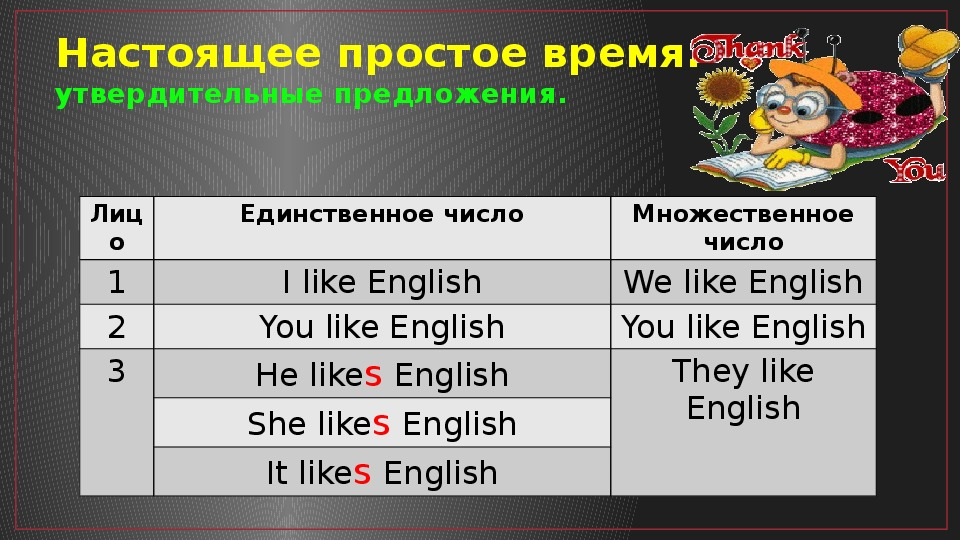 Настоящее простое время.
утвердительные предложения.
Thank
You
Лиц
о
Единственное число
Множественное
число
1
I like English
We like English
2
You like English
You like English
3
He likes English
They like
English
She likes English
It likes English